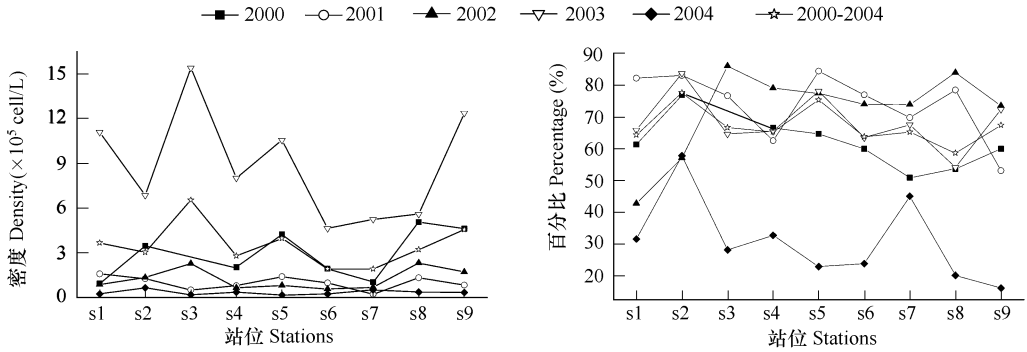 2000 2001 2002 2003 2004 2000-2004
密度 Density(×10⁵ cell/L)
15
12
9
6
3
0
s1 s2 s3 s4 s5 s6 s7 s8 s9
站位 Stations
百分比 Percentage (%)
90
80
70
60
50
40
30
20
s1 s2 s3 s4 s5 s6 s7 s8 s9
站位 Stations